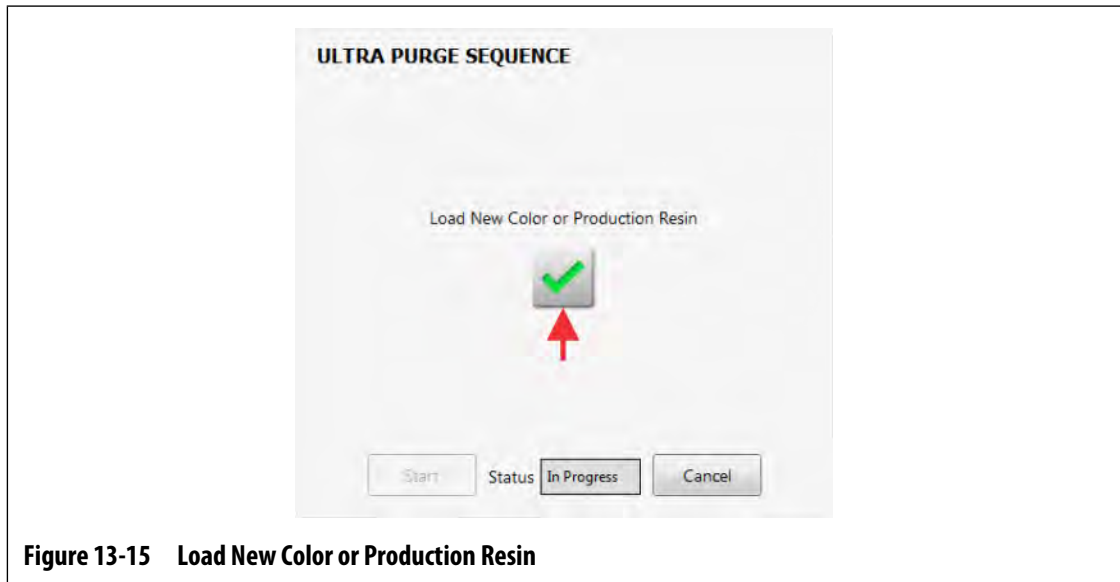 ULTRA PURGE SEQUENCE
Load New Color or Production Resin
Start Status In Progress Cancel
Figure 13-15 Load New Color or Production Resin